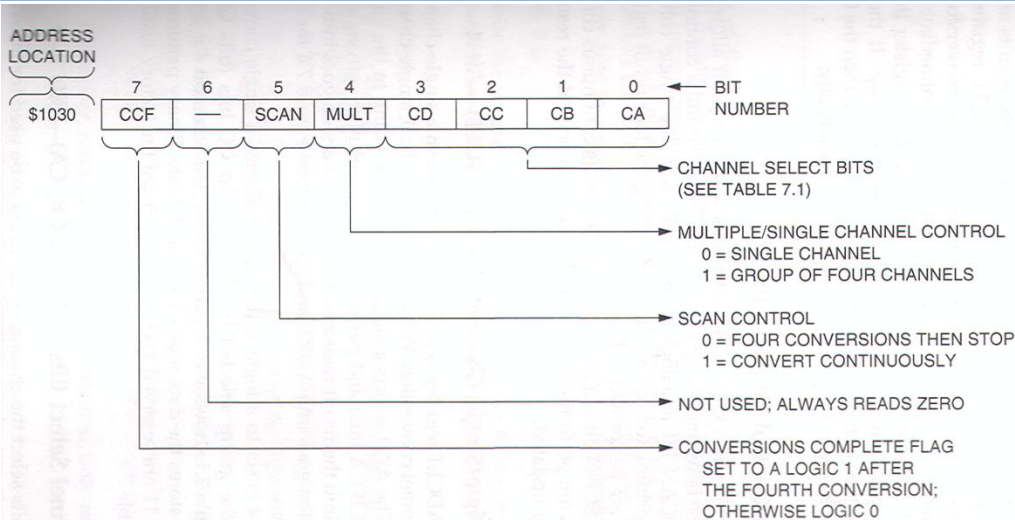 ADDRESS
LOCATION
7 6 5 4 3 2 1 0 BIT
NUMBER
$1030 CCF — SCAN MULT CD CC CB CA
CHANNEL SELECT BITS
(SEE TABLE 7.1)
MULTIPLE/SINGLE CHANNEL CONTROL
0 = SINGLE CHANNEL
1 = GROUP OF FOUR CHANNELS
SCAN CONTROL
0 = FOUR CONVERSIONS THEN STOP
1 = CONVERT CONTINUOUSLY
NOT USED; ALWAYS READS ZERO
CONVERSIONS COMPLETE FLAG
SET TO A LOGIC 1 AFTER
THE FOURTH CONVERSION;
OTHERWISE LOGIC 0